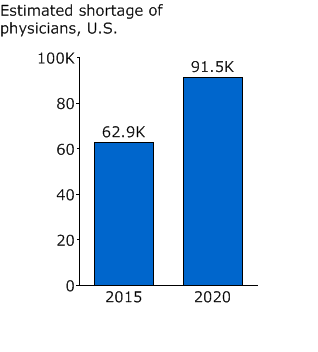 Estimated shortage of
physicians, U.S.
100K
91.5K
80
62.9K
60
40
20
0
2015 2020